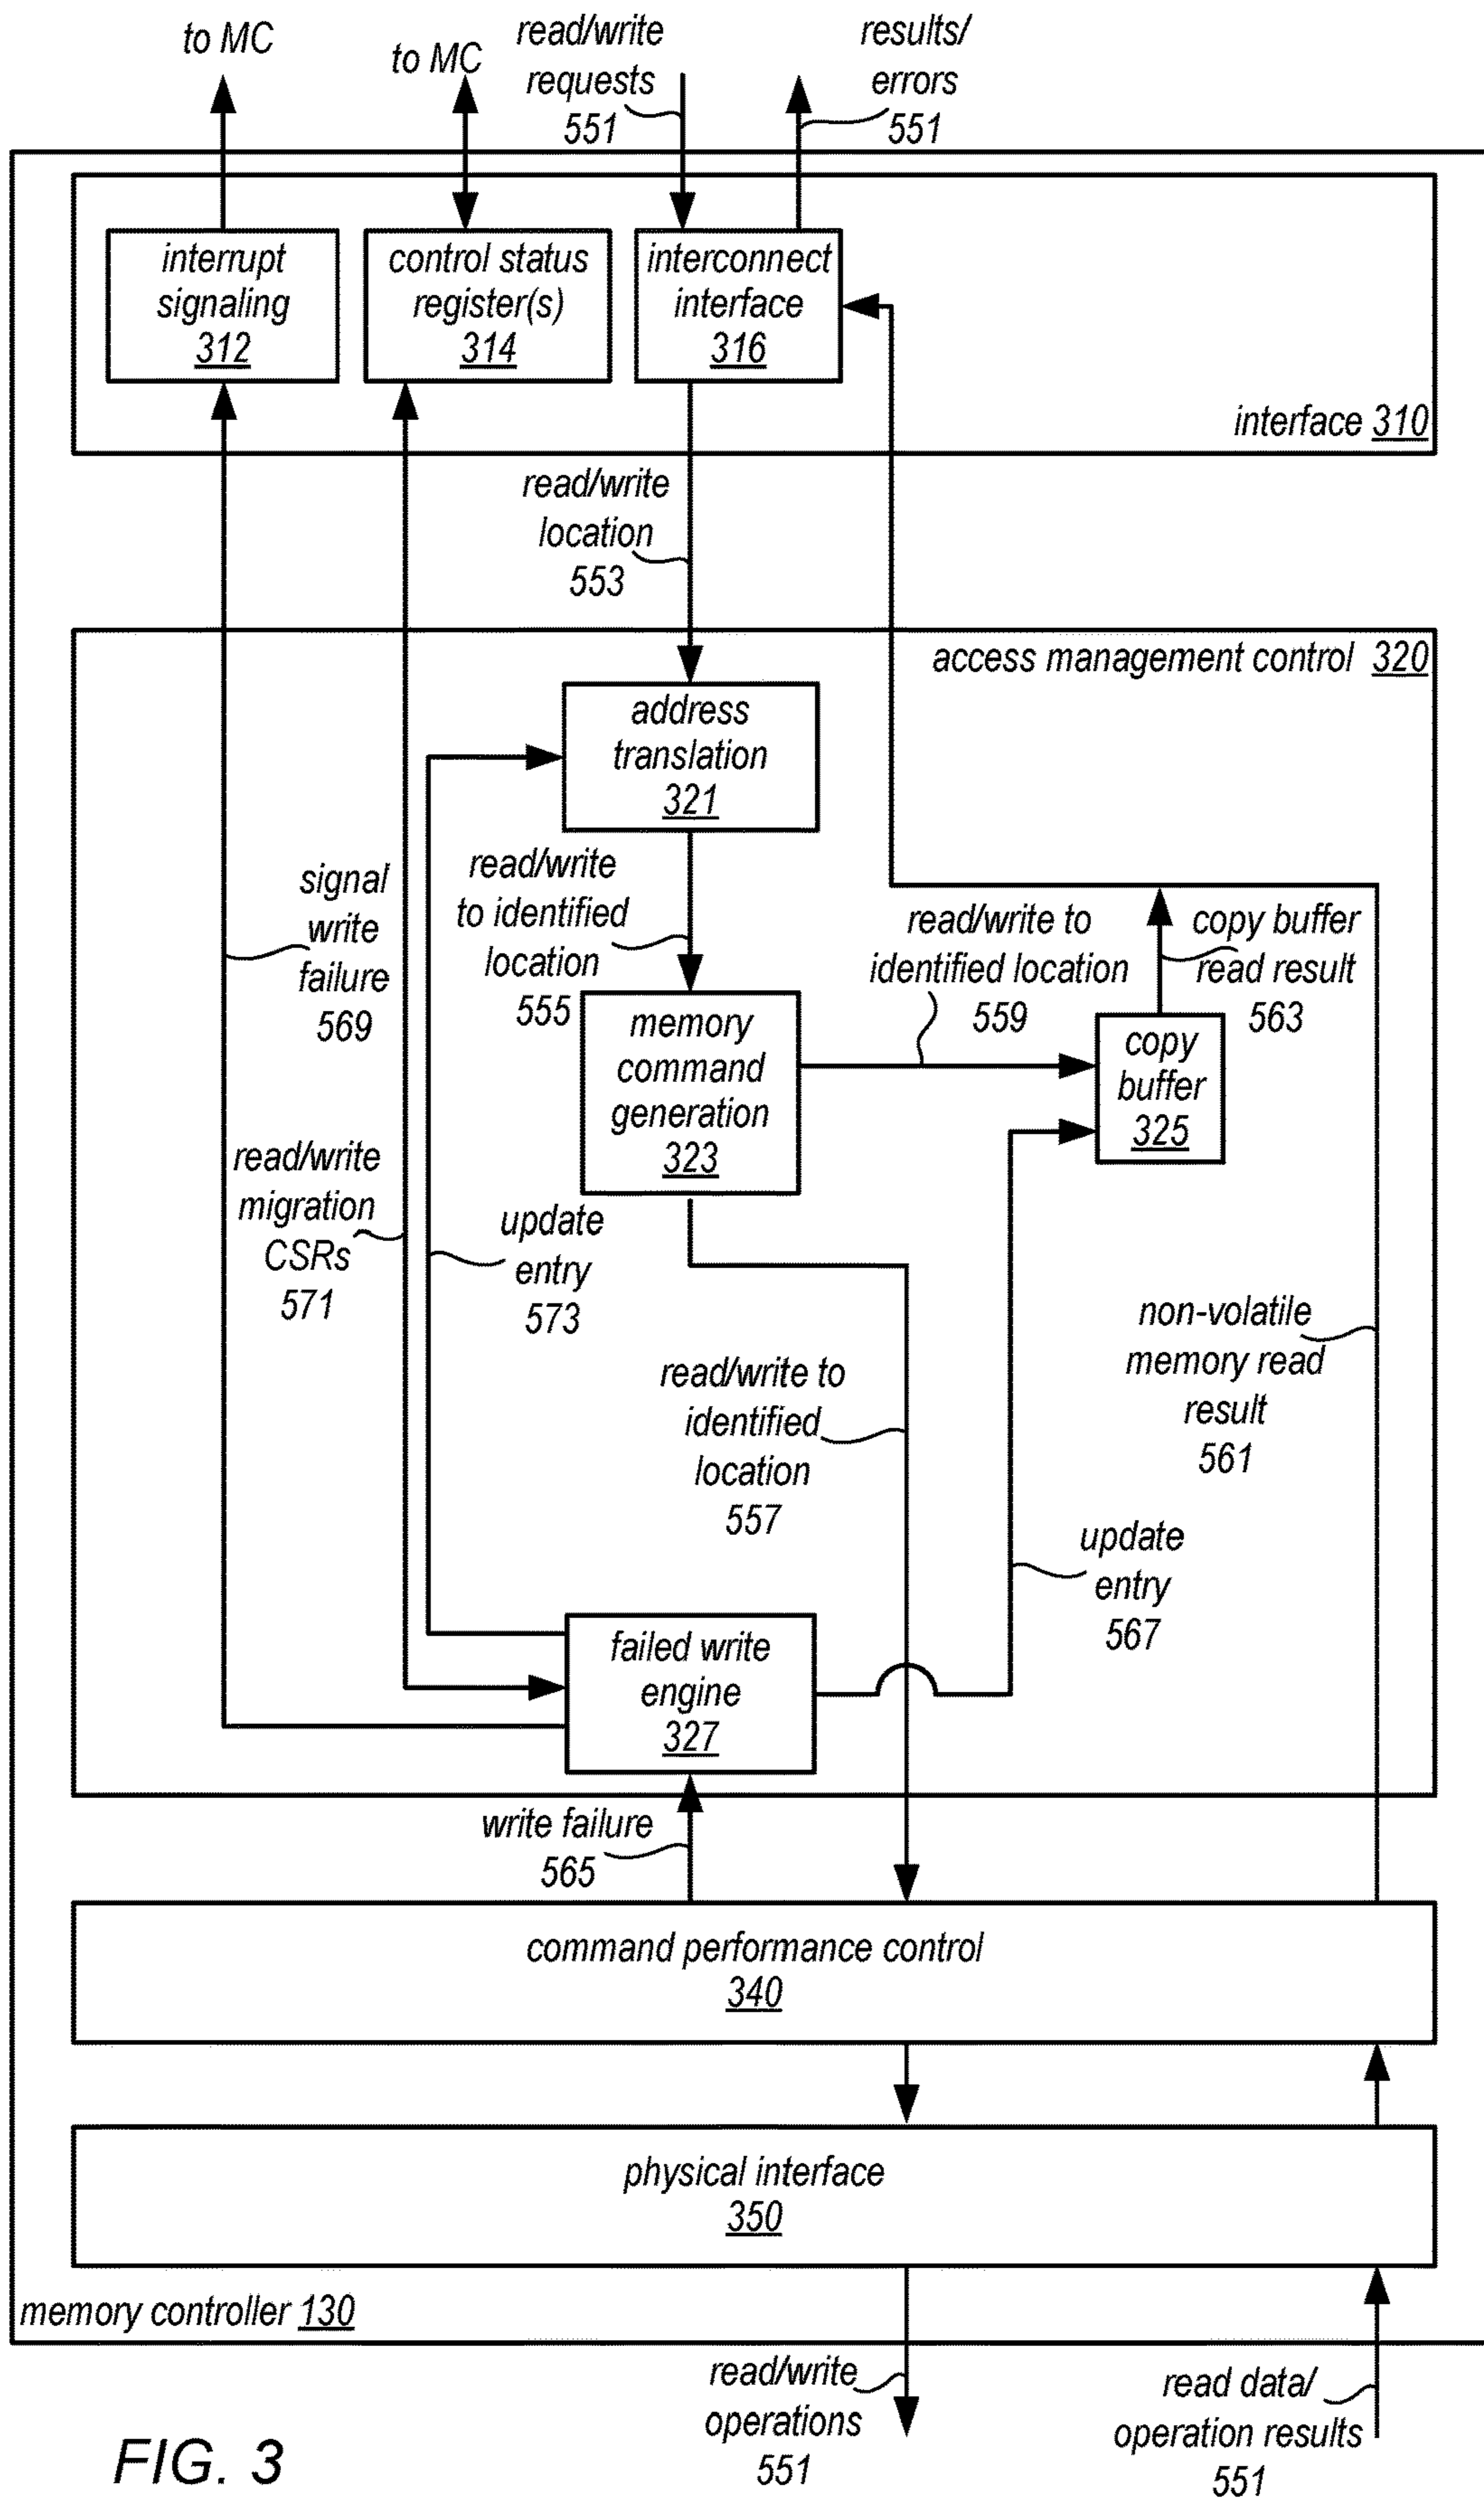 to MC
to MC
read/write
requests
551
results/
errors
551
interrupt
signaling
312
control status
register(s)
314
interconnect
interface
316
interface 310
read/write
location
553
access management control 320
address
translation
321
read/write
to identified
location
555
signal
write
failure
569
read/write to
identified location
559
copy buffer
read result
563
memory
command
generation
323
copy
buffer
325
read/write
migration
CSRs
571
update
entry
573
non-volatile
memory read
result
561
read/write to
identified
location
557
update
entry
567
failed write
engine
327
write failure
565
command performance control
340
physical interface
350
memory controller 130
read/write
operations
551
read data/
operation results
551
FIG. 3